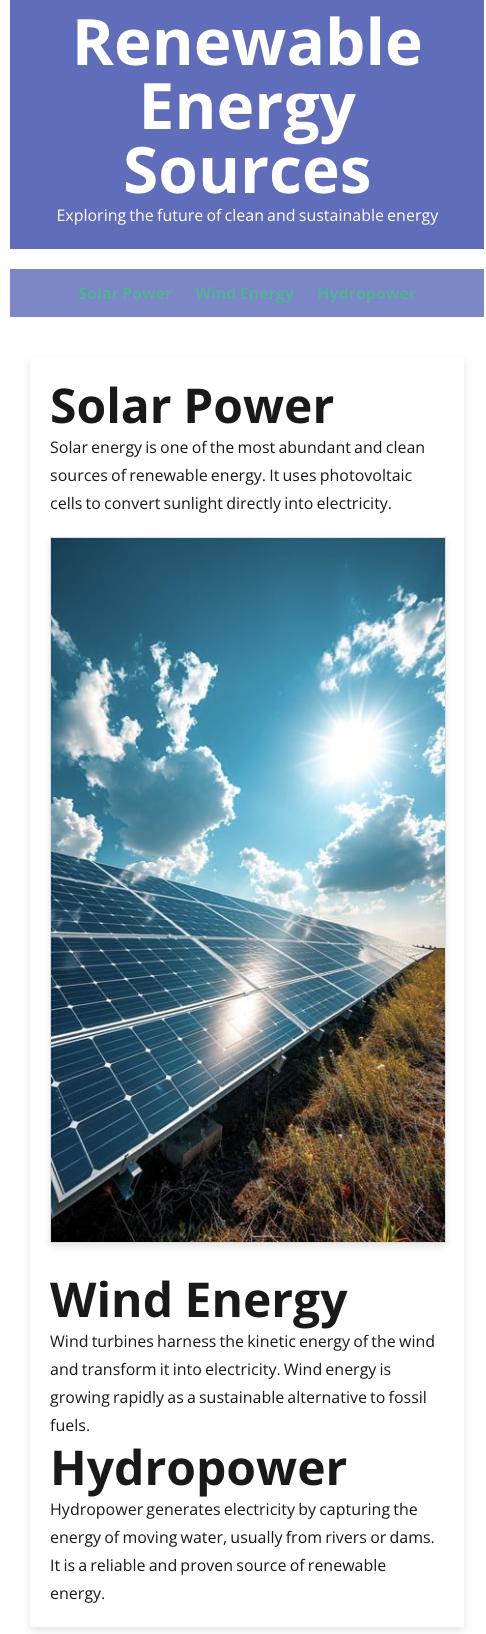 Renewable
Energy
Sources
Exploring the future of clean and sustainable energy
Solar Power Wind Energy Hydropower
Solar Power
Solar energy is one of the most abundant and clean
sources of renewable energy. It uses photovoltaic
cells to convert sunlight directly into electricity.
Wind Energy
Wind turbines harness the kinetic energy of the wind
and transform it into electricity. Wind energy is
growing rapidly as a sustainable alternative to fossil
fuels.
Hydropower
Hydropower generates electricity by capturing the
energy of moving water, usually from rivers or dams.
It is a reliable and proven source of renewable
energy.